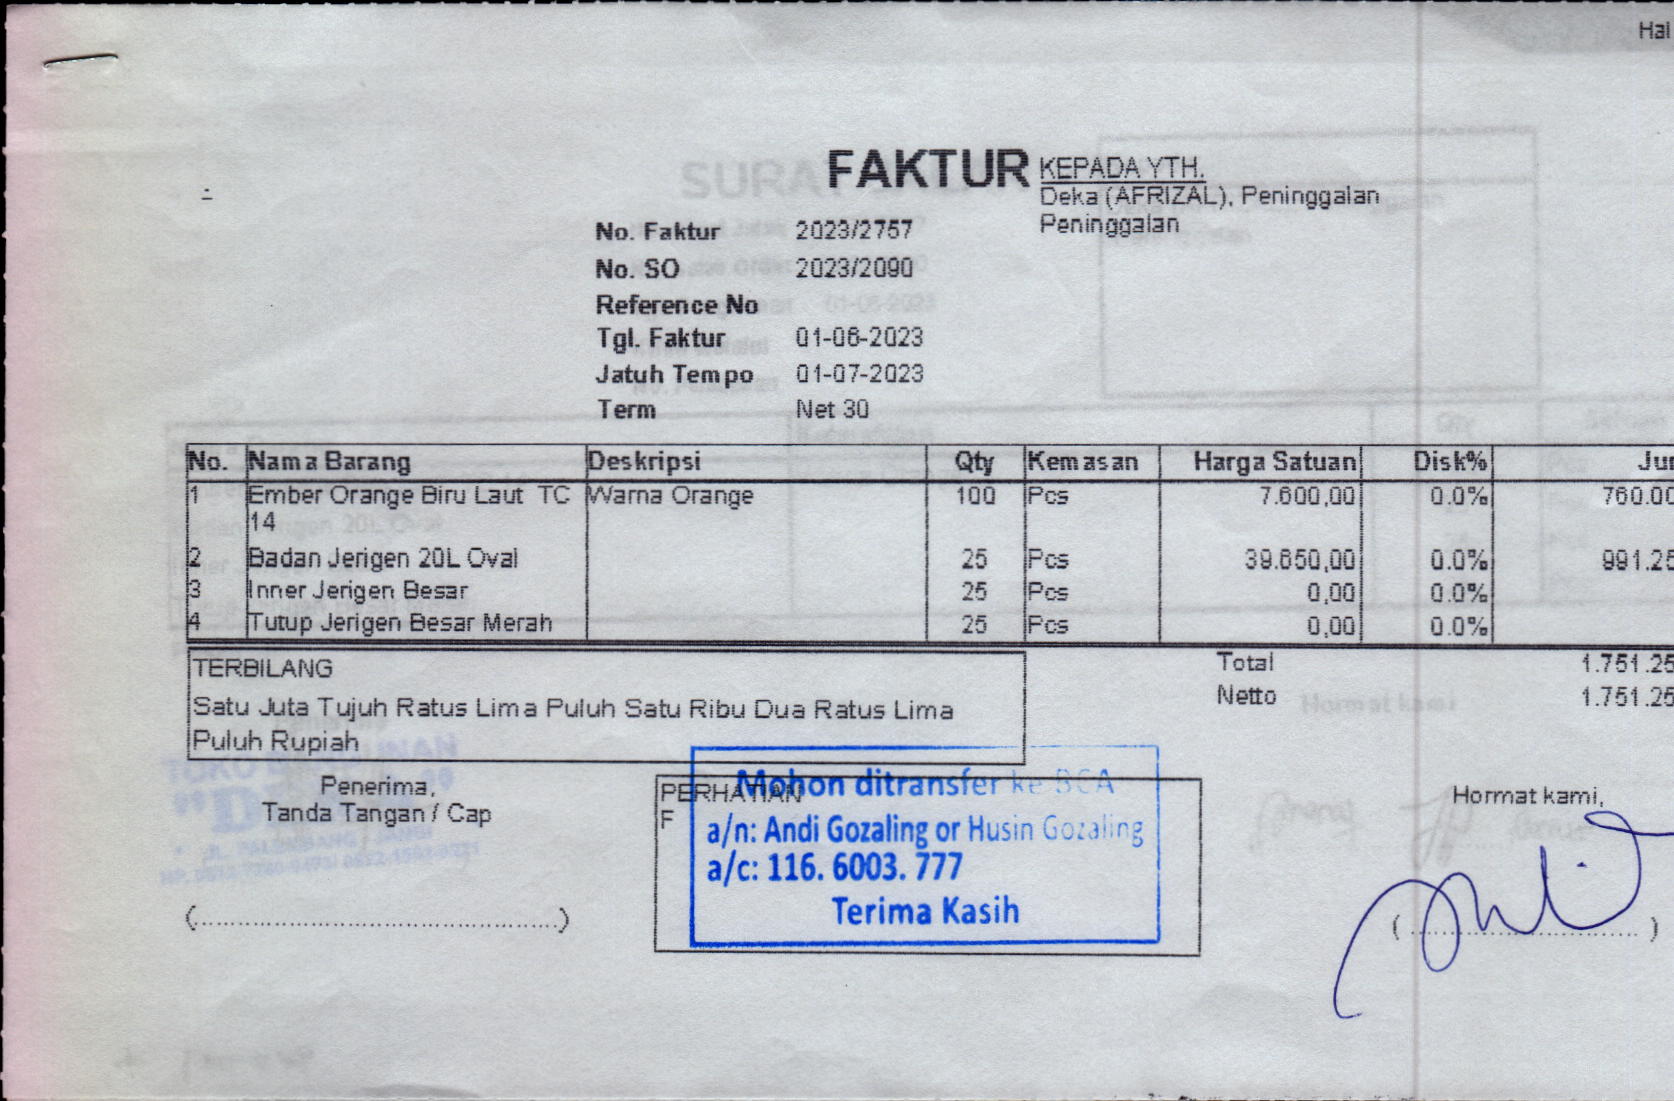 Hal
FAKTUR
KEPADA YTH.
Deka (AFRIZAL), Peninggalan
Peninggalan
No. Faktur 2023/2757
No. SO 2023/2090
Reference No
Tgl. Faktur 01-06-2023
Jatuh Tempo 01-07-2023
Term Net 30
No. Nama Barang Deskripsi Qty Kemasan Harga Satuan Disk% Jur
1 Ember Orange Biru Laut TC 14 Warna Orange 100 Pcs 7.600,00 0.0% 760.00
2 Badan Jerigen 20L Oval 25 Pcs 39.650,00 0.0% 991.25
3 Inner Jerigen Besar 25 Pcs 0,00 0.0%
4 Tutup Jerigen Besar Merah 25 Pcs 0,00 0.0%
TERBILANG
Satu Juta Tujuh Ratus Lima Puluh Satu Ribu Dua Ratus Lima
Puluh Rupiah
Total 1.751.25
Netto 1.751.25
Penerima,
Tanda Tangan / Cap
(..............................................)
PERHATIAN
F
Mohon ditransfer ke BCA
a/n: Andi Gozaling or Husin Gozaling
a/c: 116. 6003. 777
Terima Kasih
Hormat kami,
(..............................)